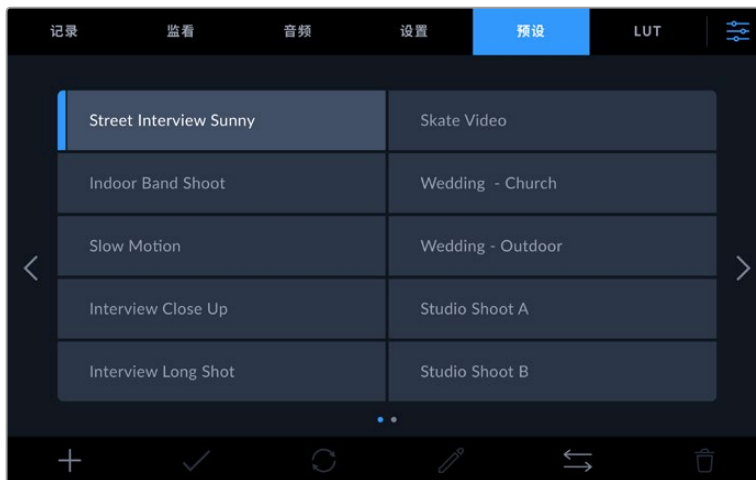 记录 监看 音频 设置 预设 LUT
Street Interview Sunny Skate Video
Indoor Band Shoot Wedding - Church
Slow Motion Wedding - Outdoor
Interview Close Up Studio Shoot A
Interview Long Shot Studio Shoot B